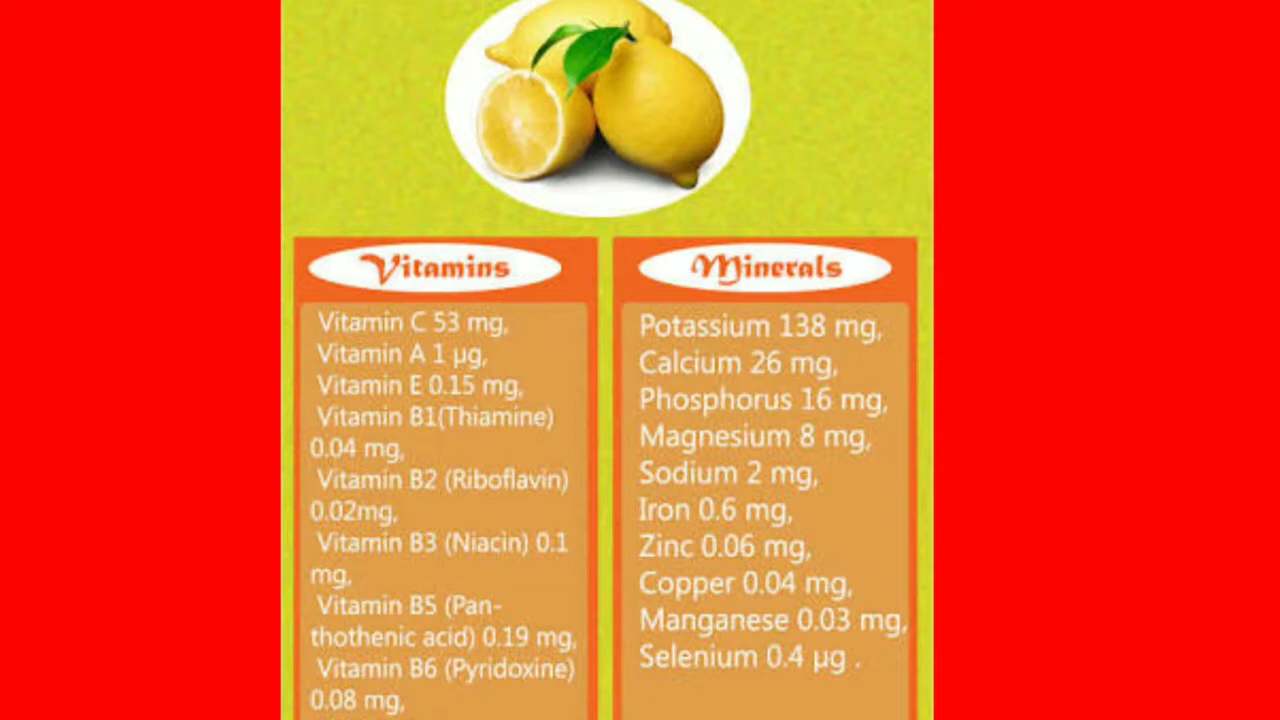 Vitamins
Vitamin C 53 mg,
Vitamin A 1 µg,
Vitamin E 0.15 mg,
Vitamin B1(Thiamine)
0.04 mg,
Vitamin B2 (Riboflavin)
0.02mg,
Vitamin B3 (Niacin) 0.1
mg,
Vitamin B5 (Pan-
thothenic acid) 0.19 mg,
Vitamin B6 (Pyridoxine)
0.08 mg,
Minerals
Potassium 138 mg,
Calcium 26 mg,
Phosphorus 16 mg,
Magnesium 8 mg,
Sodium 2 mg,
Iron 0.6 mg,
Zinc 0.06 mg,
Copper 0.04 mg,
Manganese 0.03 mg,
Selenium 0.4 µg .